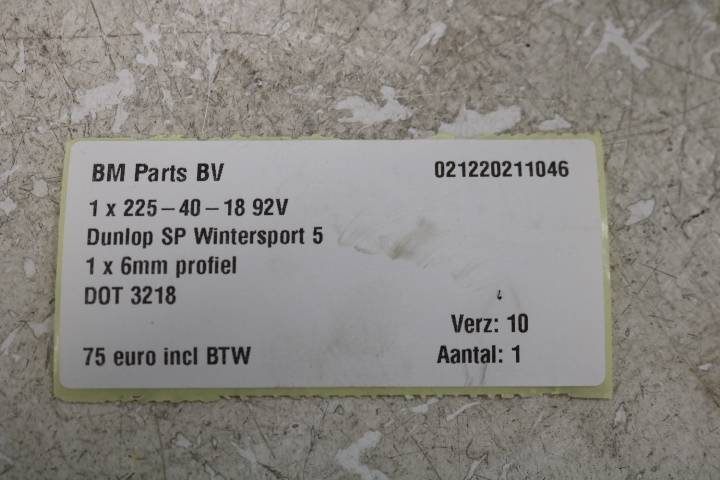 BM Parts BV 021220211046
1 x 225-40-18 92V
Dunlop SP Wintersport 5
1 x 6mm profiel
DOT 3218
Verz: 10
75 euro incl BTW Aantal: 1